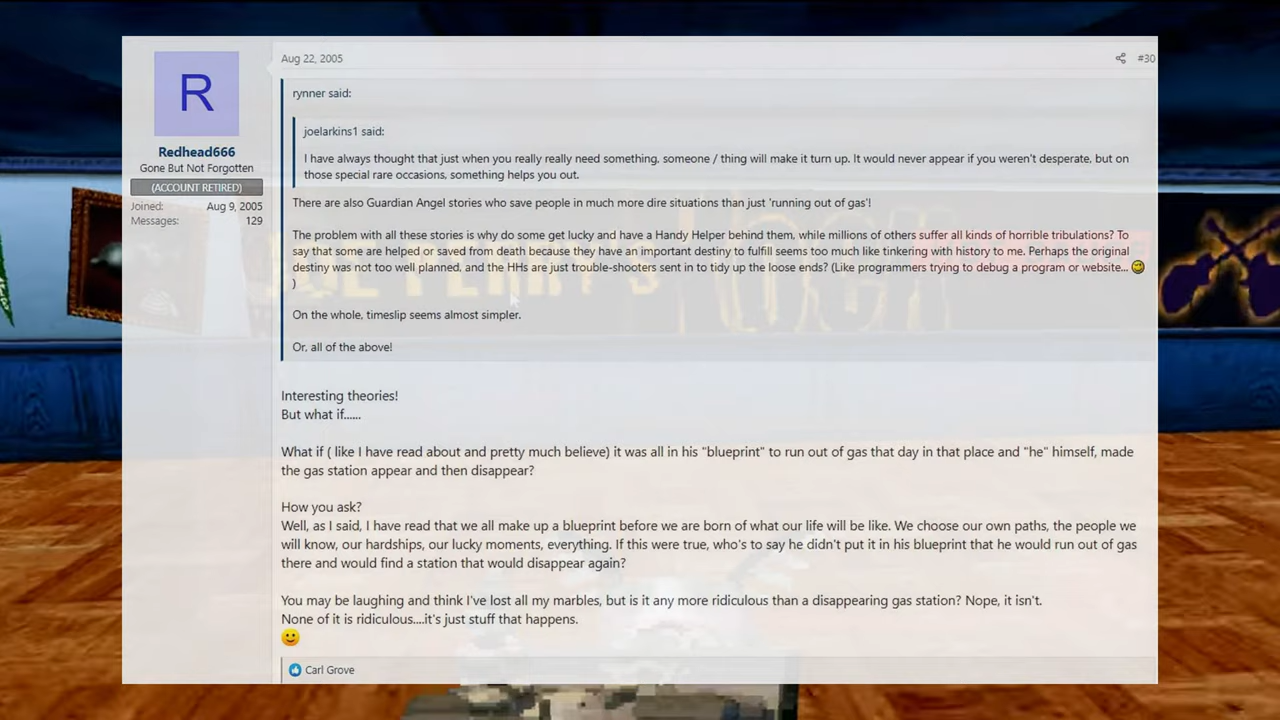 Aug 22, 2005
#30
R
Redhead666
Gone But Not Forgotten
(ACCOUNT RETIRED)
Joined: Aug 9, 2005
Messages: 129
rynner said:
joelarkins1 said:
I have always thought that just when you really really need something, someone / thing will make it turn up. It would never appear if you weren't desperate, but on
those special rare occasions, something helps you out.
There are also Guardian Angel stories who save people in much more dire situations than just 'running out of gas'!
The problem with all these stories is why do some get lucky and have a Handy Helper behind them, while millions of others suffer all kinds of horrible tribulations? To
say that some are helped or saved from death because they have an important destiny to fulfill seems too much like tinkering with history to me. Perhaps the original
destiny was not too well planned, and the HHs are just trouble-shooters sent in to tidy up the loose ends? (Like programmers trying to debug a program or website...
)
On the whole, timeslip seems almost simpler.
Or, all of the above!
Interesting theories!
But what if......
What if ( like I have read about and pretty much believe) it was all in his "blueprint" to run out of gas that day in that place and "he" himself, made
the gas station appear and then disappear?
How you ask?
Well, as I said, I have read that we all make up a blueprint before we are born of what our life will be like. We choose our own paths, the people we
will know, our hardships, our lucky moments, everything. If this were true, who's to say he didn't put it in his blueprint that he would run out of gas
there and would find a station that would disappear again?
You may be laughing and think I've lost all my marbles, but is it any more ridiculous than a disappearing gas station? Nope, it isn't.
None of it is ridiculous....it's just stuff that happens.
Carl Grove